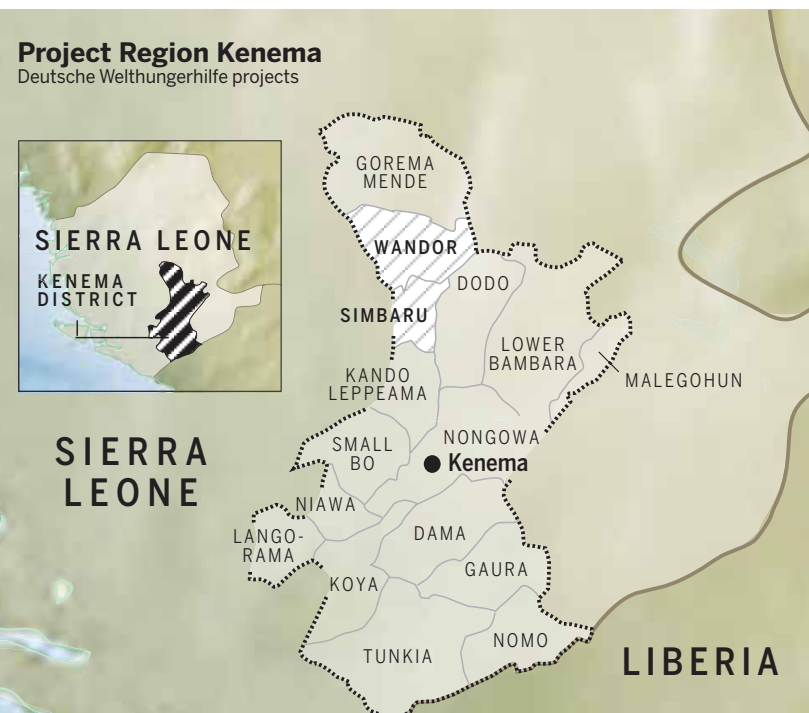 Project Region Kenema
Deutsche Welthungerhilfe projects
SIERRA LEONE
KENEMA
DISTRICT
GOREMA
MENDE
WANDOR
DODO
SIMBARU
LOWER
BAMBARA
MALEGOHUN
KANDO
LEPPEAMA
SMALL
BO
NONGOWA
Kenema
SIERRA
LEONE
NIAWA
LANGO-
RAMA
DAMA
GAURA
KOYA
NOMO
TUNKIA
LIBERIA